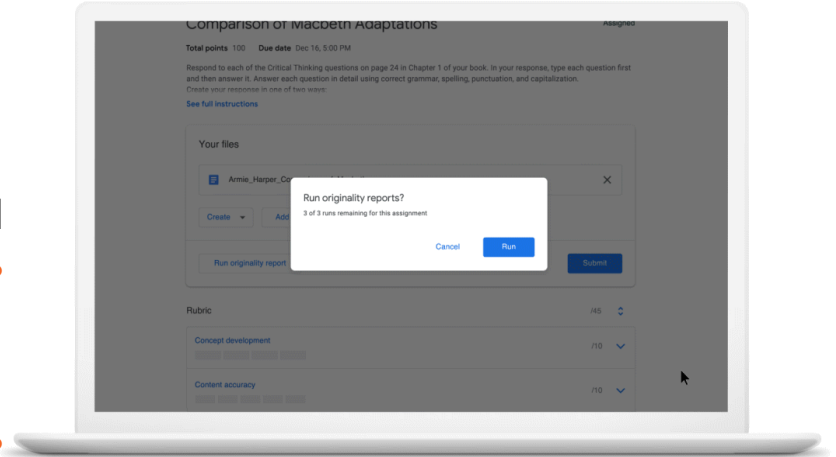 Comparison of Macbeth Adaptations
Assigned
Total points 100 Due date Dec 16, 5:00 PM
Respond to each of the Critical Thinking questions on page 24 in Chapter 1 of your book. In your response, type each question first
and then answer it. Answer each question in detail using correct grammar, spelling, punctuation, and capitalization.
Create your response in one of two ways:
See full instructions
Your files
Armie_Harper_Co
Run originality reports?
3 of 3 runs remaining for this assignment
Create
Add
Cancel
Run
Run originality report
Submit
Rubric
/45
Concept development
/10
Content accuracy
/10